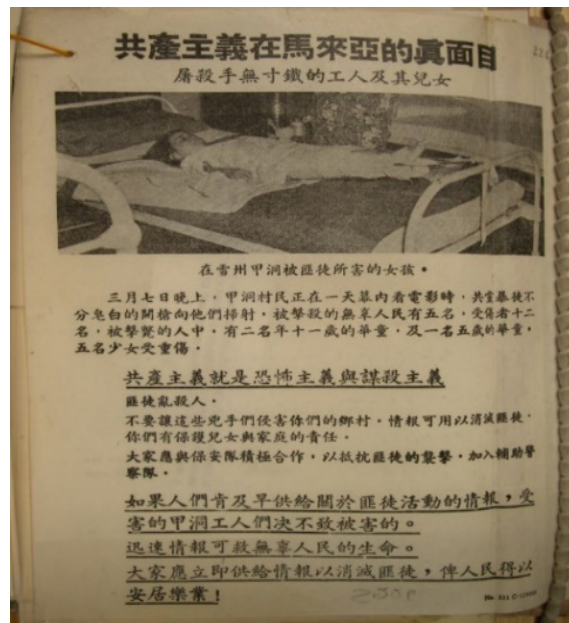 共產主義在馬來亞的眞面目
屠殺手無寸鐵的工人及其兒女
在雪州甲洞被匪徒所害的女孩。
三月七日晚上，甲洞村民正在一天幕內看電影時，共黨暴徒不
分皂白的開槍向他們掃射。被擊殺的無辜人民有五名，受傷者十二
名，被擊斃的人中，有二名年十一歲的華童，及一名五歲的華童，
五名少女受重傷。
共產主義就是恐怖主義與謀殺主義
匪徒亂殺人。
不要讓這些兇手們侵害你們的鄉村。情報可用以消滅匪徒，
你們有保護兒女與家庭的責任。
大家應與保安隊積極合作，以抵抗匪徒的襲擊。加入輔助警
察隊。
如果人們肯及早供給關於匪徒活動的情報，受
害的甲洞工人們決不致被害的。
迅速情報可救無辜人民的生命。
大家應立即供給情報以消滅匪徒，俾人民得以
安居樂業！